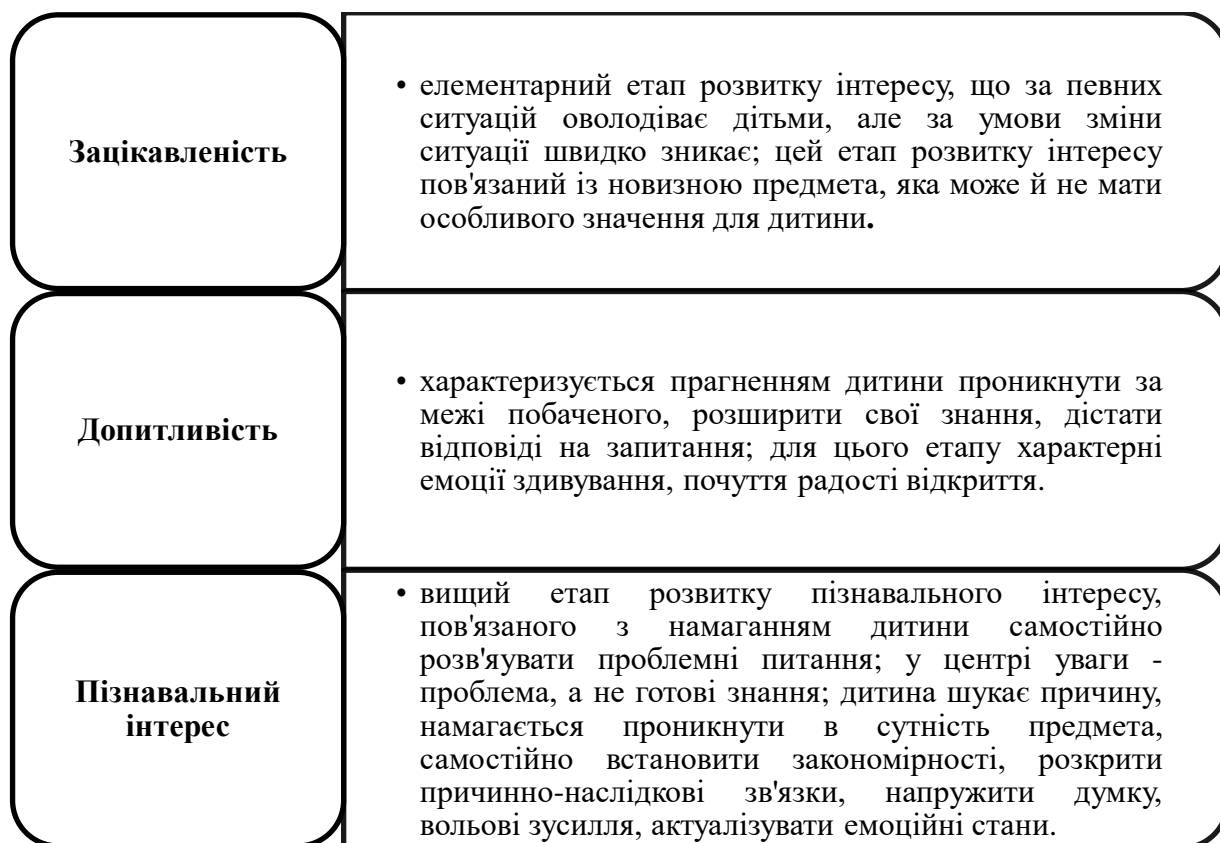 Зацікавленість
• елементарний етап розвитку інтересу, що за певних
ситуацій оволодіває дітьми, але за умови зміни
ситуації швидко зникає; цей етап розвитку інтересу
пов'язаний із новизною предмета, яка може й не мати
особливого значення для дитини.
Допитливість
• характеризується прагненням дитини проникнути за
межі побаченого, розширити свої знання, дістати
відповіді на запитання; для цього етапу характерні
емоції здивування, почуття радості відкриття.
Пізнавальний
інтерес
• вищий етап розвитку пізнавального інтересу,
пов'язаного з намаганням дитини самостійно
розв'яувати проблемні питання; у центрі уваги -
проблема, а не готові знання; дитина шукає причину,
намагається проникнути в сутність предмета,
самостійно встановити закономірності, розкрити
причинно-наслідкові зв'язки, напружити думку,
вольові зусилля, актуалізувати емоційні стани.